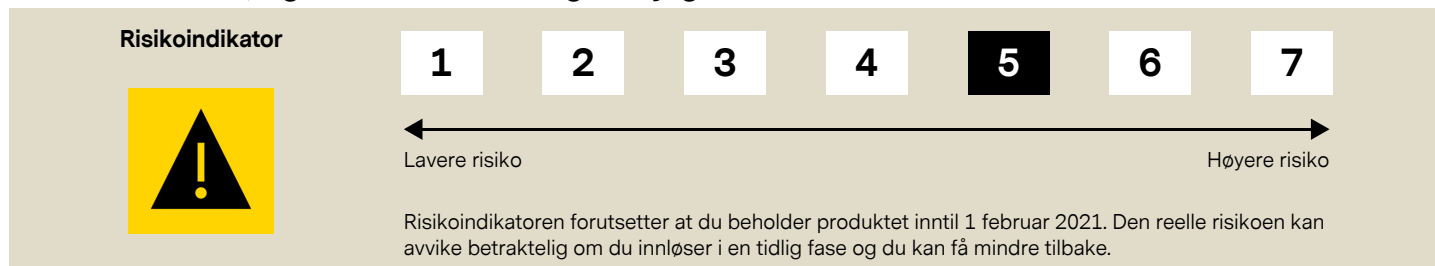 Risikoindikator
1 2 3 4 5 6 7
Lavere risiko Høyere risiko
Risikoindikatoren forutsetter at du beholder produktet inntil 1 februar 2021. Den reelle risikoen kan
avvike betraktelig om du innløser i en tidlig fase og du kan få mindre tilbake.